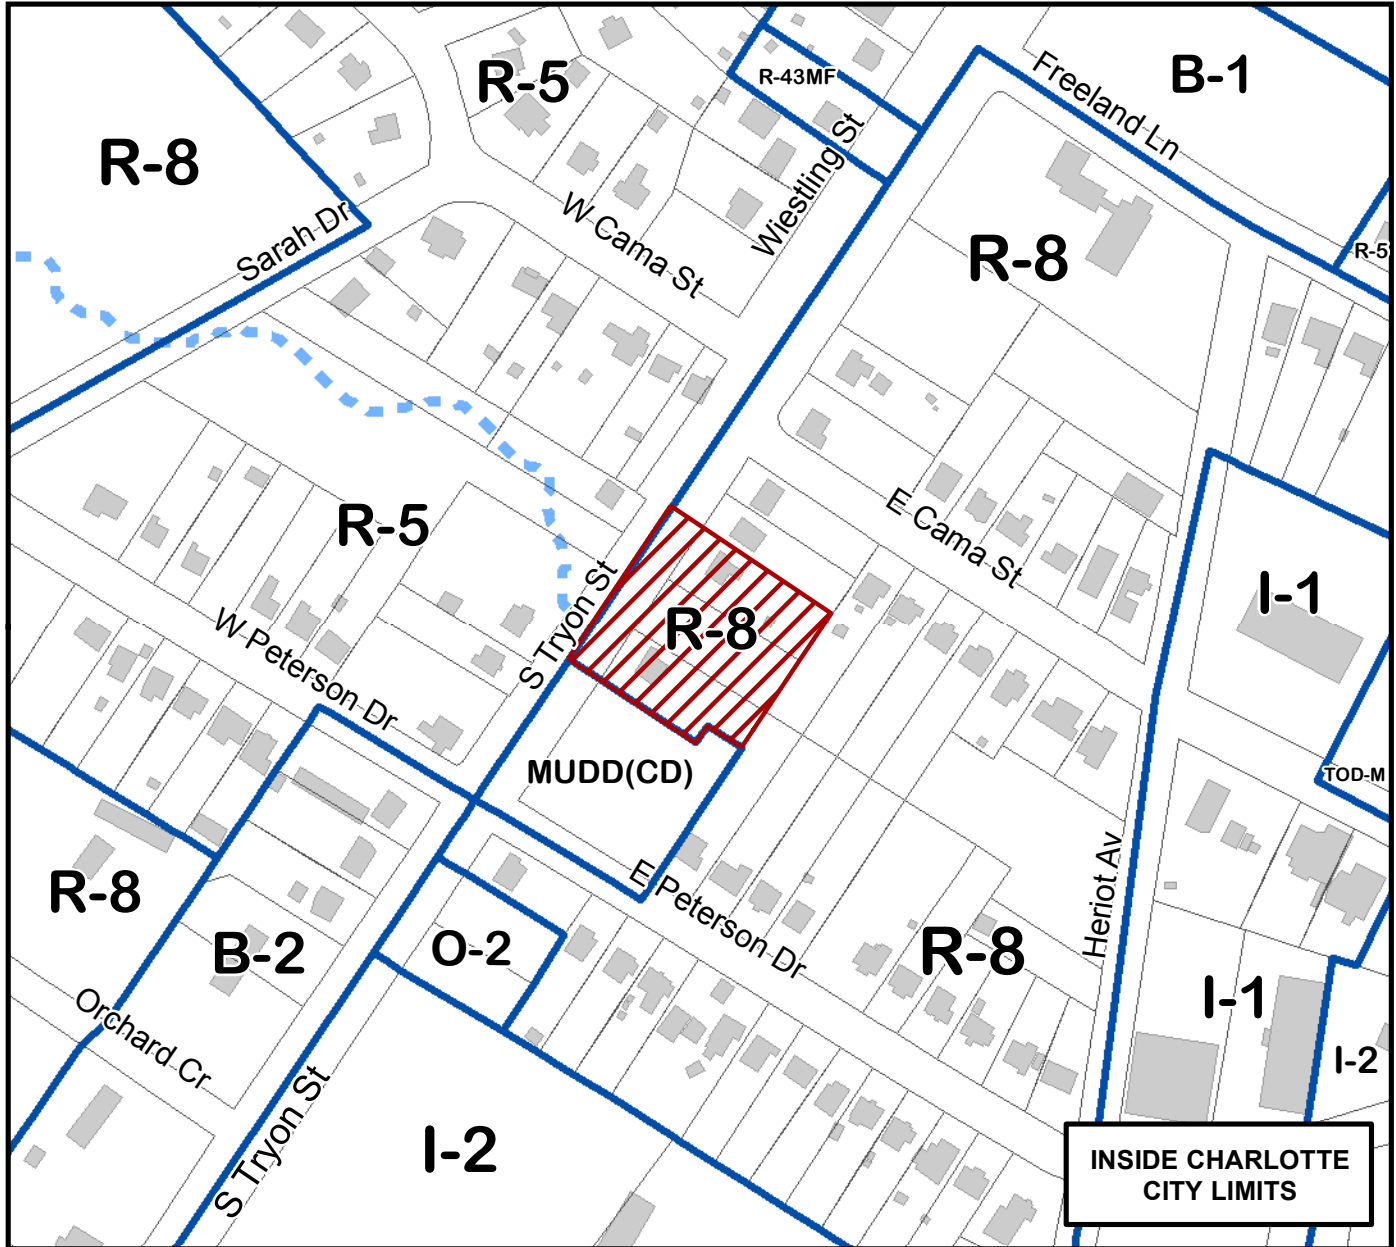 B-1
R-5
R-43MF
Freeland Ln
R-8
Wiestling St
W Cama St
Sarah Dr
R-8
R-5
R-5
E Cama St
I-1
S Tryon St
R-8
W Peterson Dr
MUDD(CD)
TOD-M
E Peterson Dr
Heriot Av
R-8
B-2
O-2
R-8
I-1
Orchard Cr
I-2
S Tryon St
I-2
INSIDE CHARLOTTE
CITY LIMITS